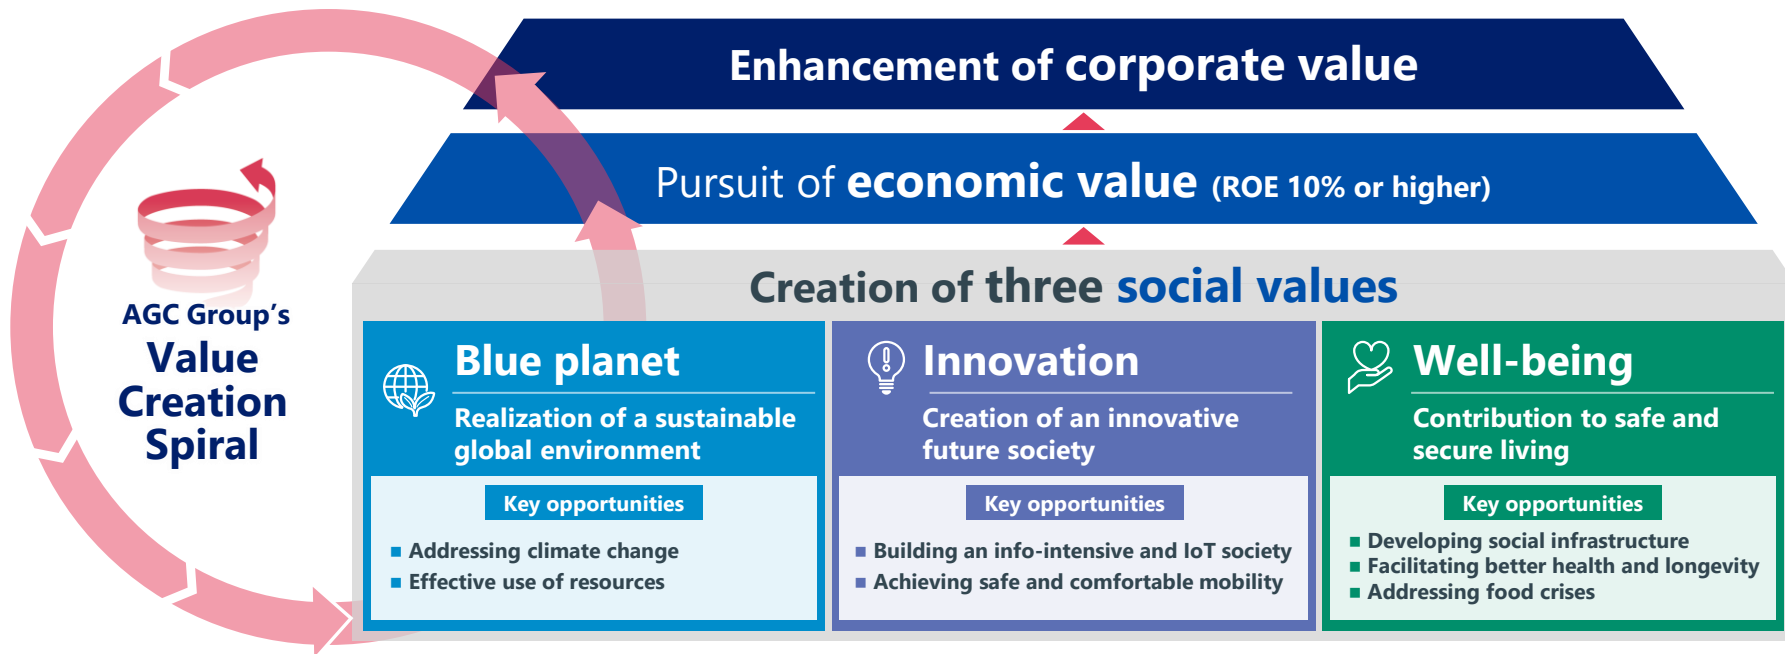 Enhancement of corporate value
Pursuit of economic value (ROE 10% or higher)
AGC Group’s
Value
Creation
Spiral
Creation of three social values
Blue planet
Realization of a sustainable
global environment
Key opportunities
■ Addressing climate change
■ Effective use of resources
Innovation
Creation of an innovative
future society
Key opportunities
■ Building an info-intensive and IoT society
■ Achieving safe and comfortable mobility
Well-being
Contribution to safe and
secure living
Key opportunities
■ Developing social infrastructure
■ Facilitating better health and longevity
■ Addressing food crises